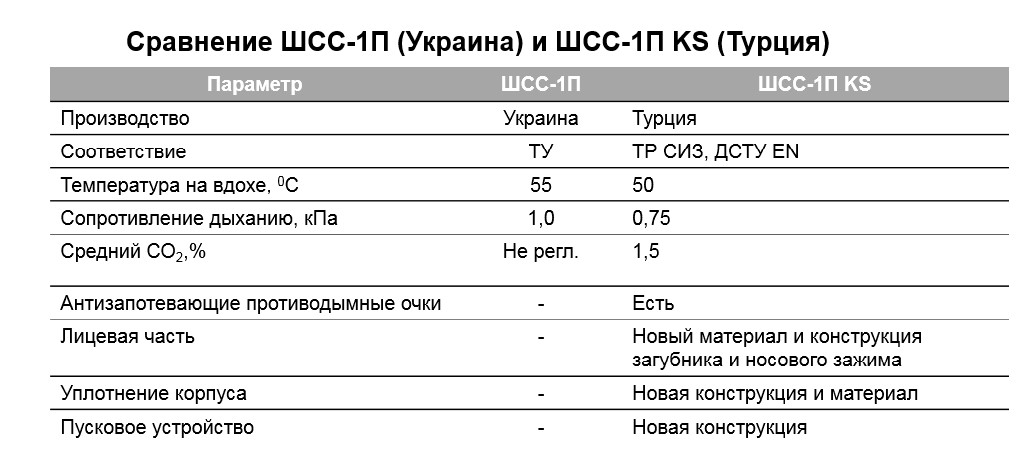 Сравнение ШСС-1П (Украина) и ШСС-1П KS (Турция)
Параметр ШСС-1П ШСС-1П KS
Производство Украина Турция
Соответствие ТУ ТР СИЗ, ДСТУ EN
Температура на вдохе, ⁰С 55 50
Сопротивление дыханию, кПа 1,0 0,75
Средний СО₂,% Не регл. 1,5
Антизапотевающие противодымные очки - Есть
Лицевая часть - Новый материал и конструкция
загубника и носового зажима
Уплотнение корпуса - Новая конструкция и материал
Пусковое устройство - Новая конструкция